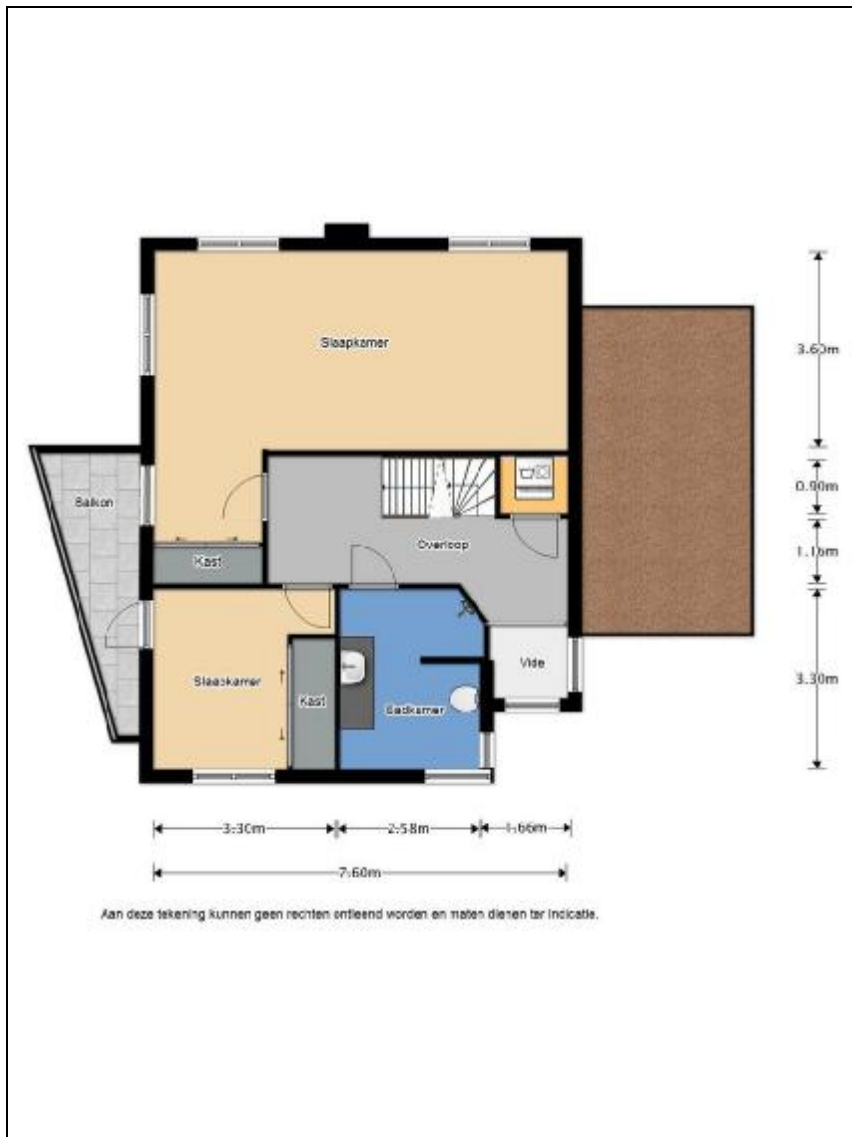 Slaapkamer
3.60m
Balkon
0.90m
Kast
Overloop
1.16m
Slaapkamer
Kast
Vide
Badkamer
3.30m
3.30m
2.58m
1.66m
7.60m
Aan deze tekening kunnen geen rechten ontleend worden en maten dienen ter indicatie.